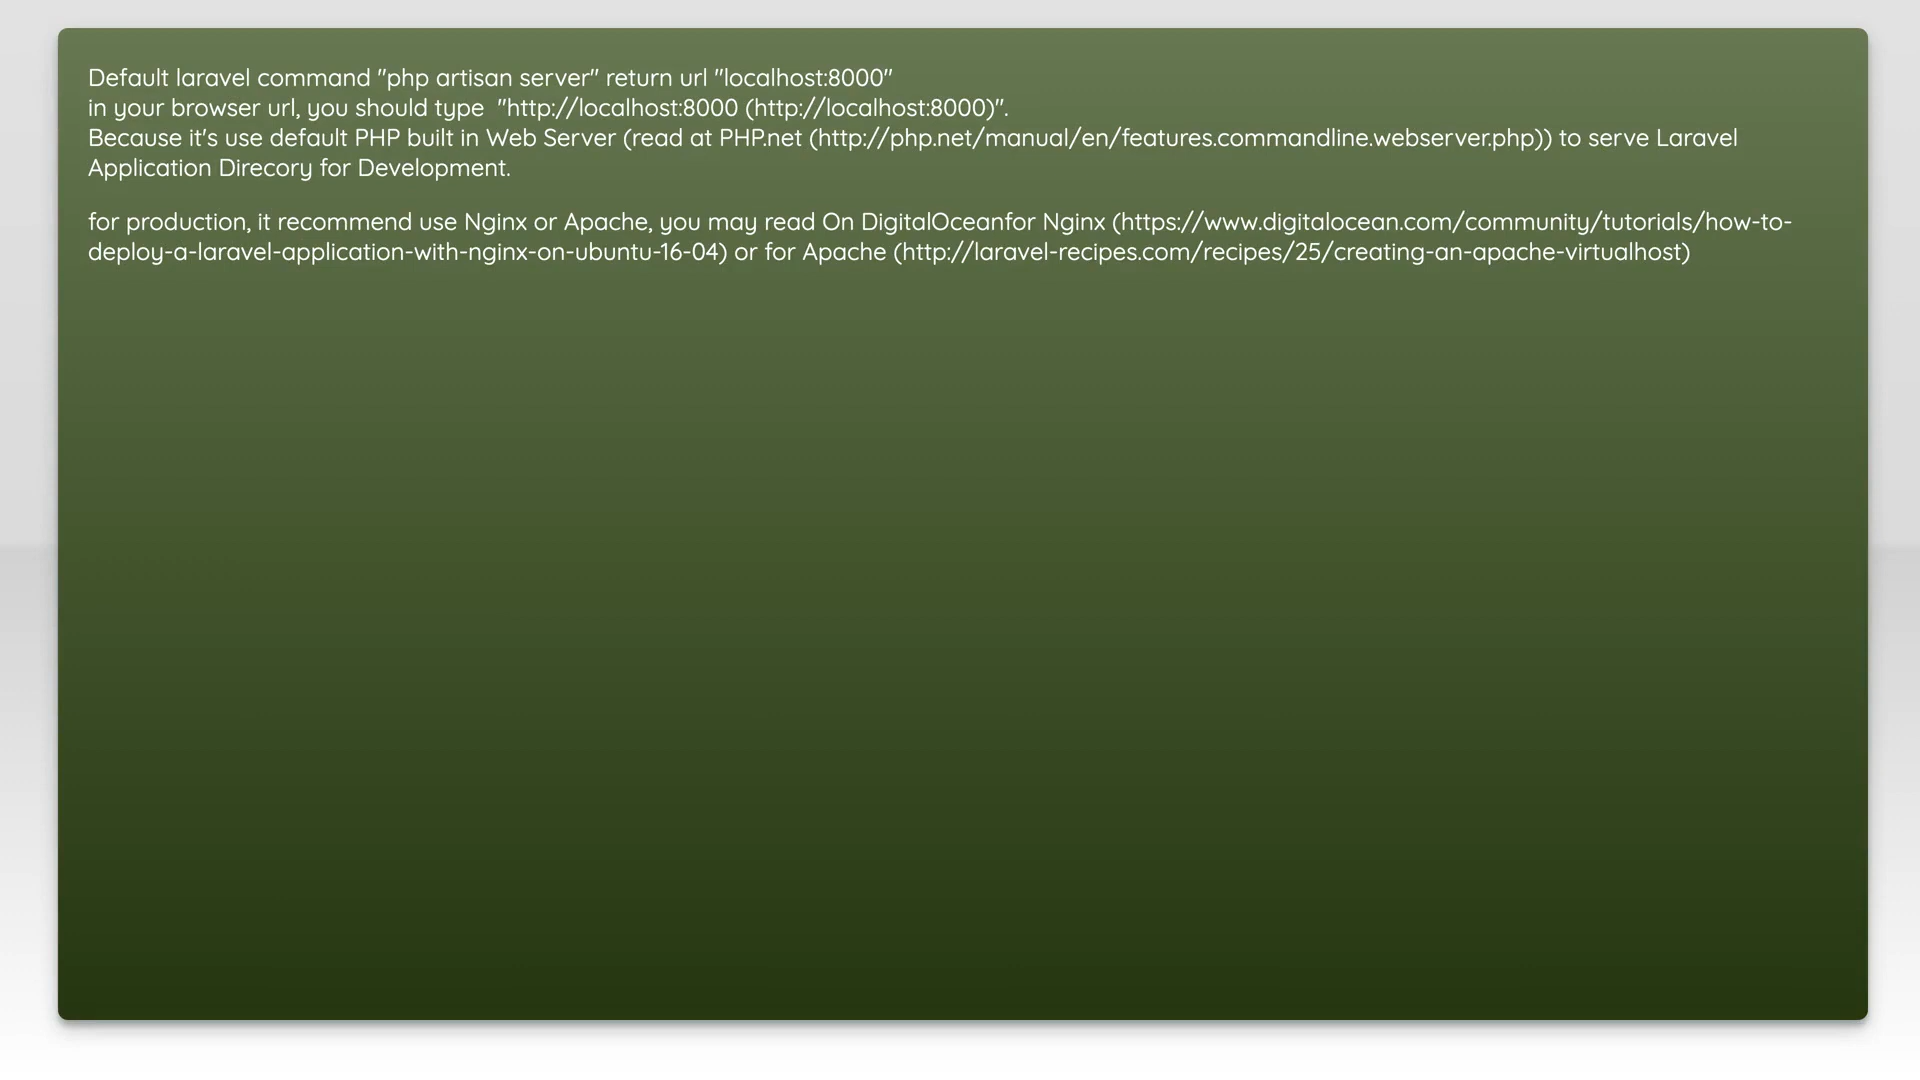 Default laravel command "php artisan server" return url "localhost:8000"
in your browser url, you should type  "http://localhost:8000 (http://localhost:8000)".
Because it's use default PHP built in Web Server (read at PHP.net (http://php.net/manual/en/features.commandline.webserver.php)) to serve Laravel
Application Direcory for Development.
for production, it recommend use Nginx or Apache, you may read On DigitalOceanfor Nginx (https://www.digitalocean.com/community/tutorials/how-to-
deploy-a-laravel-application-with-nginx-on-ubuntu-16-04) or for Apache (http://laravel-recipes.com/recipes/25/creating-an-apache-virtualhost)